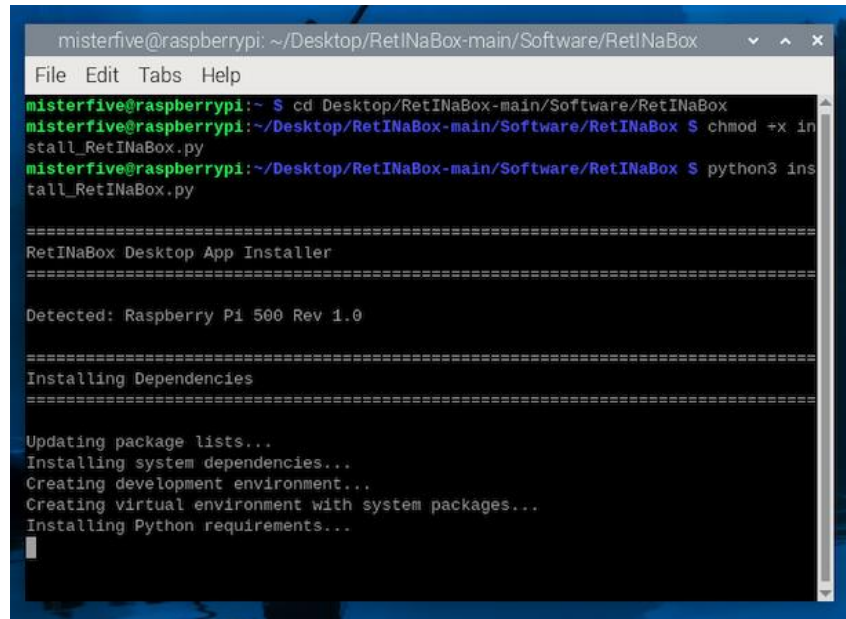 misterfive@raspberrypi: ~/Desktop/RetINaBox-main/Software/RetINaBox
File Edit Tabs Help
misterfive@raspberrypi:~ $ cd Desktop/RetINaBox-main/Software/RetINaBox
misterfive@raspberrypi:~/Desktop/RetINaBox-main/Software/RetINaBox $ chmod +x in
stall_RetINaBox.py
misterfive@raspberrypi:~/Desktop/RetINaBox-main/Software/RetINaBox $ python3 ins
tall_RetINaBox.py
================================================================================
RetINaBox Desktop App Installer
================================================================================
Detected: Raspberry Pi 500 Rev 1.0
================================================================================
Installing Dependencies
================================================================================
Updating package lists...
Installing system dependencies...
Creating development environment...
Creating virtual environment with system packages...
Installing Python requirements...